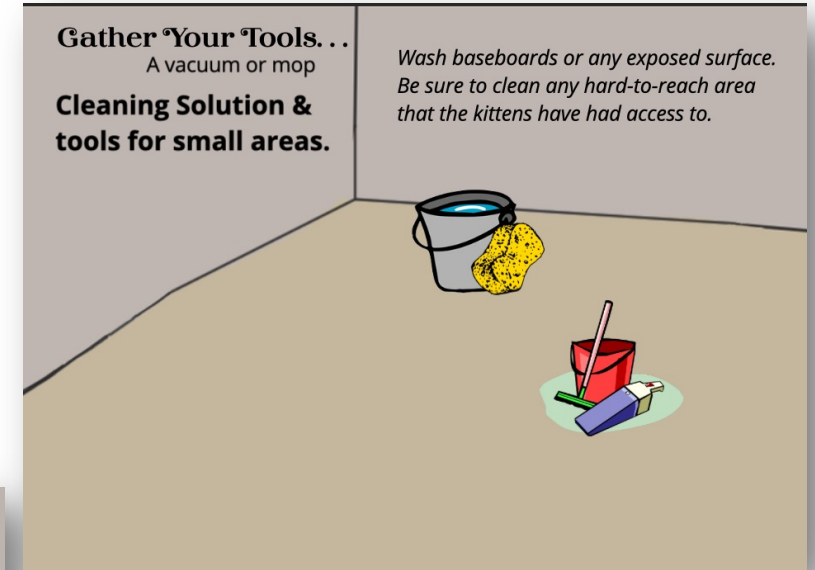 Gather Your Tools...
A vacuum or mop
Cleaning Solution &
tools for small areas.
Wash baseboards or any exposed surface.
Be sure to clean any hard-to-reach area
that the kittens have had access to.